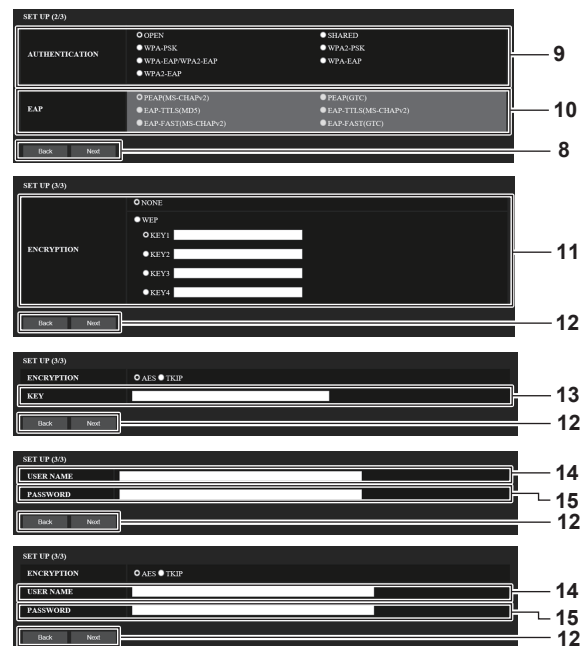 SET UP (2/3)
AUTHENTICATION
OPEN SHARED
WPA-PSK WPA2-PSK
WPA-EAP/WPA2-EAP WPA-EAP
WPA2-EAP
9
EAP
PEAP(MS-CHAPv2) PEAP(GTC)
EAP-TTLS(MD5) EAP-TTLS(MS-CHAPv2)
EAP-FAST(MS-CHAPv2) EAP-FAST(GTC)
10
Back Next
8
SET UP (3/3)
ENCRYPTION
NONE
WEP
KEY1
KEY2
KEY3
KEY4
11
Back Next
12
SET UP (3/3)
ENCRYPTION AES TKIP
KEY
13
Back Next
12
SET UP (3/3)
USER NAME
14
PASSWORD
15
Back Next
12
SET UP (3/3)
ENCRYPTION AES TKIP
USER NAME
14
PASSWORD
15
Back Next
12